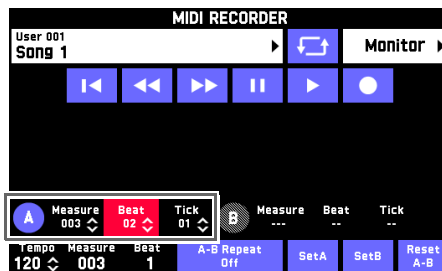 MIDI RECORDER
User 001
Song 1
Monitor
A Measure Beat Tick B Measure Beat Tick
003 02 01 --- -- --
Tempo Measure Beat A-B Repeat SetA SetB Reset
120 003 1 Off A-B